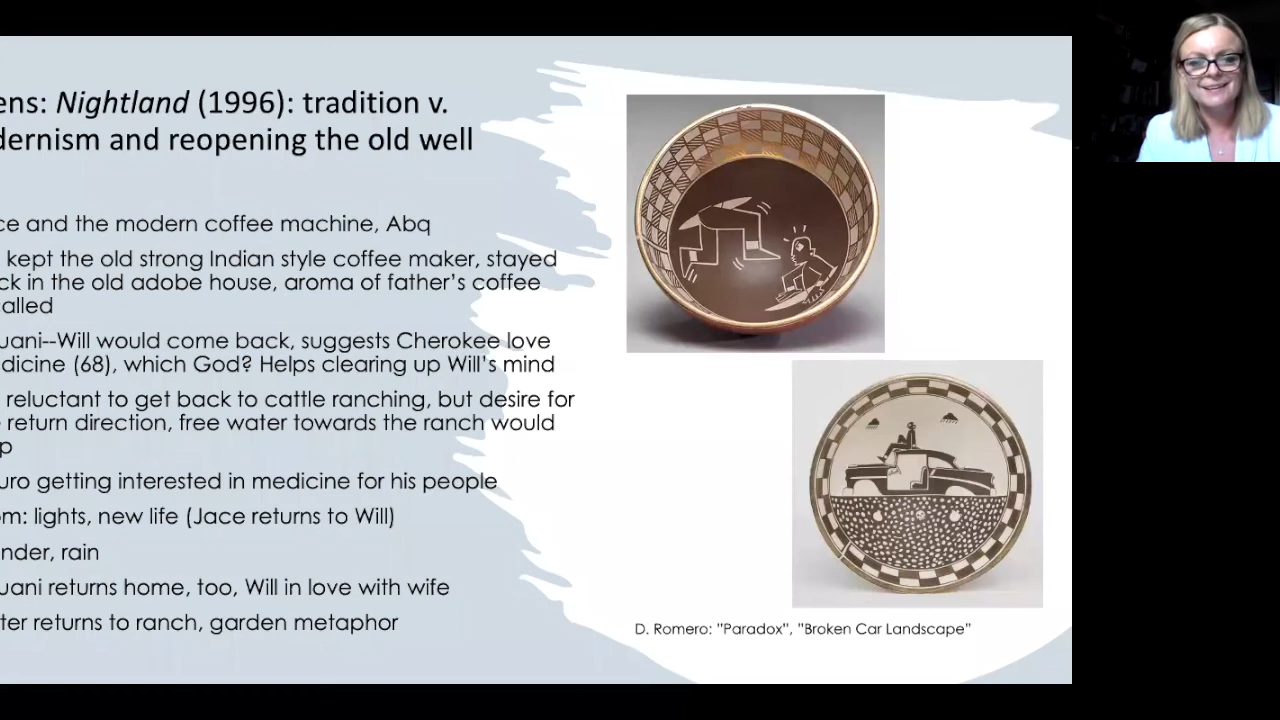 ens: Nightland (1996): tradition v.
dernism and reopening the old well
ce and the modern coffee machine, Abq
kept the old strong Indian style coffee maker, stayed
ck in the old adobe house, aroma of father's coffee
alled
uani--Will would come back, suggests Cherokee love
dicine (68), which God? Helps clearing up Will's mind
reluctant to get back to cattle ranching, but desire for
return direction, free water towards the ranch would
p
uro getting interested in medicine for his people
om: lights, new life (Jace returns to Will)
nder, rain
uani returns home, too, Will in love with wife
ter returns to ranch, garden metaphor
D. Romero: "Paradox", "Broken Car Landscape"